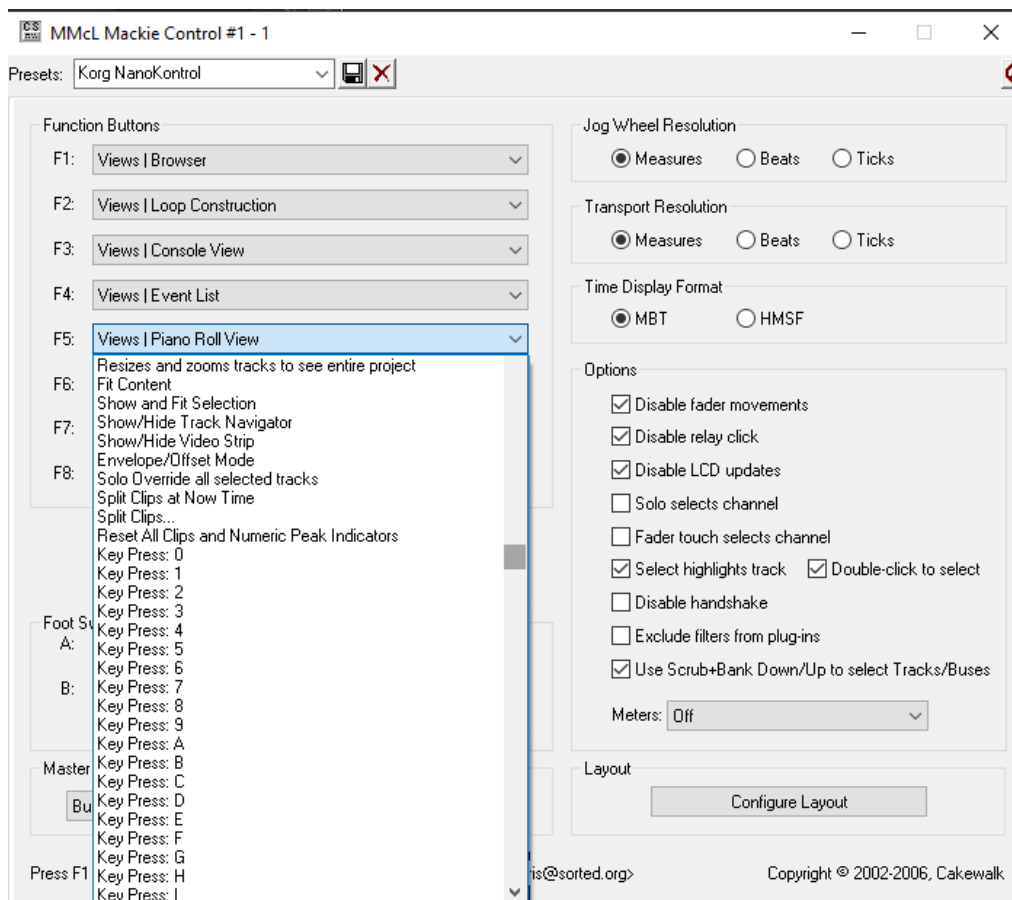 CS
MMcL Mackie Control #1 - 1
Presets: Korg NanoKontrol
Function Buttons
F1: Views | Browser
F2: Views | Loop Construction
F3: Views | Console View
F4: Views | Event List
F5: Views | Piano Roll View
F6:
F7:
F8:
Resizes and zooms tracks to see entire project
Fit Content
Show and Fit Selection
Show/Hide Track Navigator
Show/Hide Video Strip
Envelope/Offset Mode
Solo Override all selected tracks
Split Clips at Now Time
Split Clips...
Reset All Clips and Numeric Peak Indicators
Key Press: 0
Key Press: 1
Key Press: 2
Key Press: 3
Key Press: 4
Key Press: 5
Key Press: 6
Key Press: 7
Key Press: 8
Key Press: 9
Key Press: A
Key Press: B
Key Press: C
Key Press: D
Key Press: E
Key Press: F
Key Press: G
Key Press: H
Key Press: I
Foot Sw
A:
B:
Master
Bu
Jog Wheel Resolution
Measures Beats Ticks
Transport Resolution
Measures Beats Ticks
Time Display Format
MBT HMSF
Options
Disable fader movements
Disable relay click
Disable LCD updates
Solo selects channel
Fader touch selects channel
Select highlights track Double-click to select
Disable handshake
Exclude filters from plug-ins
Use Scrub+Bank Down/Up to select Tracks/Buses
Meters: Off
Layout
Configure Layout
Press F1 is@sorted.org> Copyright © 2002-2006, Cakewalk